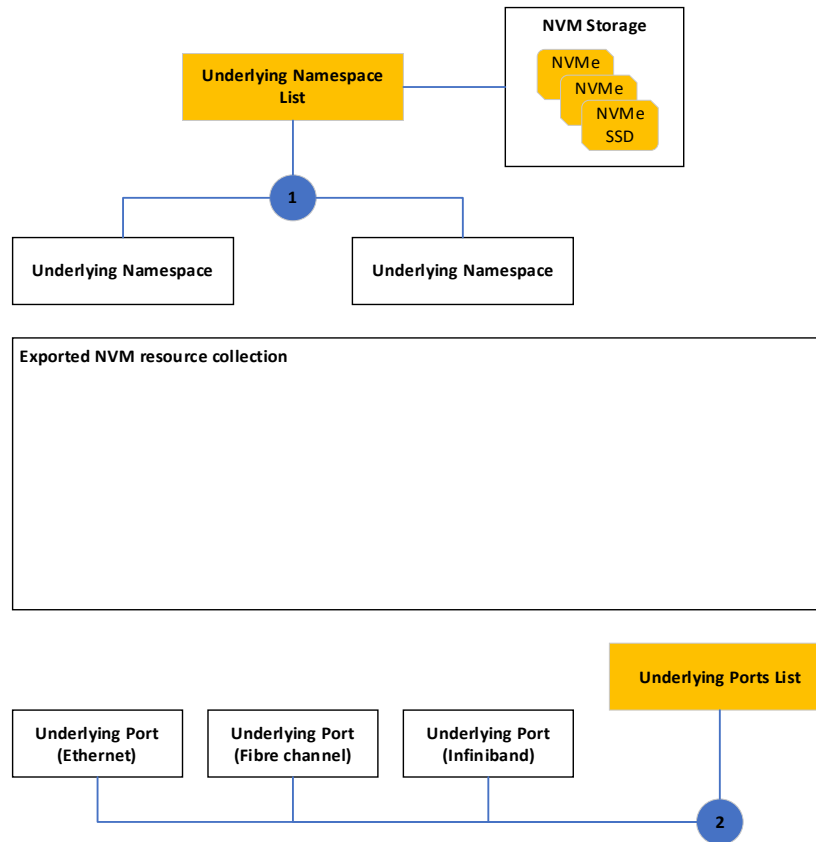 NVM Storage
Underlying Namespace
List
NVMe
NVMe
NVMe
SSD
1
Underlying Namespace
Underlying Namespace
Exported NVM resource collection
Underlying Ports List
Underlying Port
(Ethernet)
Underlying Port
(Fibre channel)
Underlying Port
(Infiniband)
2